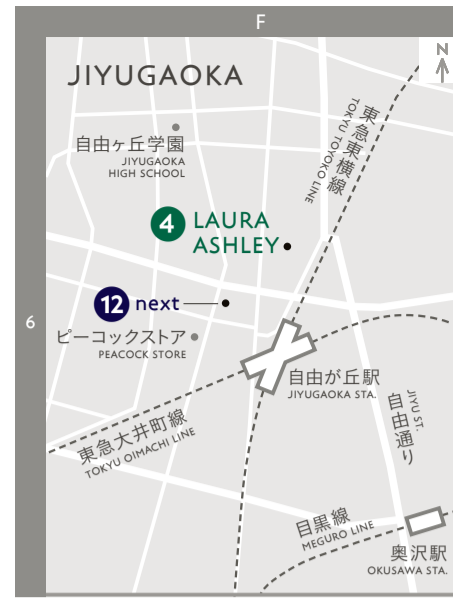 F
N
JIYUGAOKA
東急東横線
TOKYU TOYOKO LINE
自由ヶ丘学園
JIYUGAOKA
HIGH SCHOOL
4 LAURA
ASHLEY
12 next
6
ピーコックストア
PEACOCK STORE
自由が丘駅
JIYUGAOKA STA.
自由通り
JIYU ST.
東急大井町線
TOKYU OIMACHI LINE
目黒線
MEGURO LINE
奥沢駅
OKUSAWA STA.